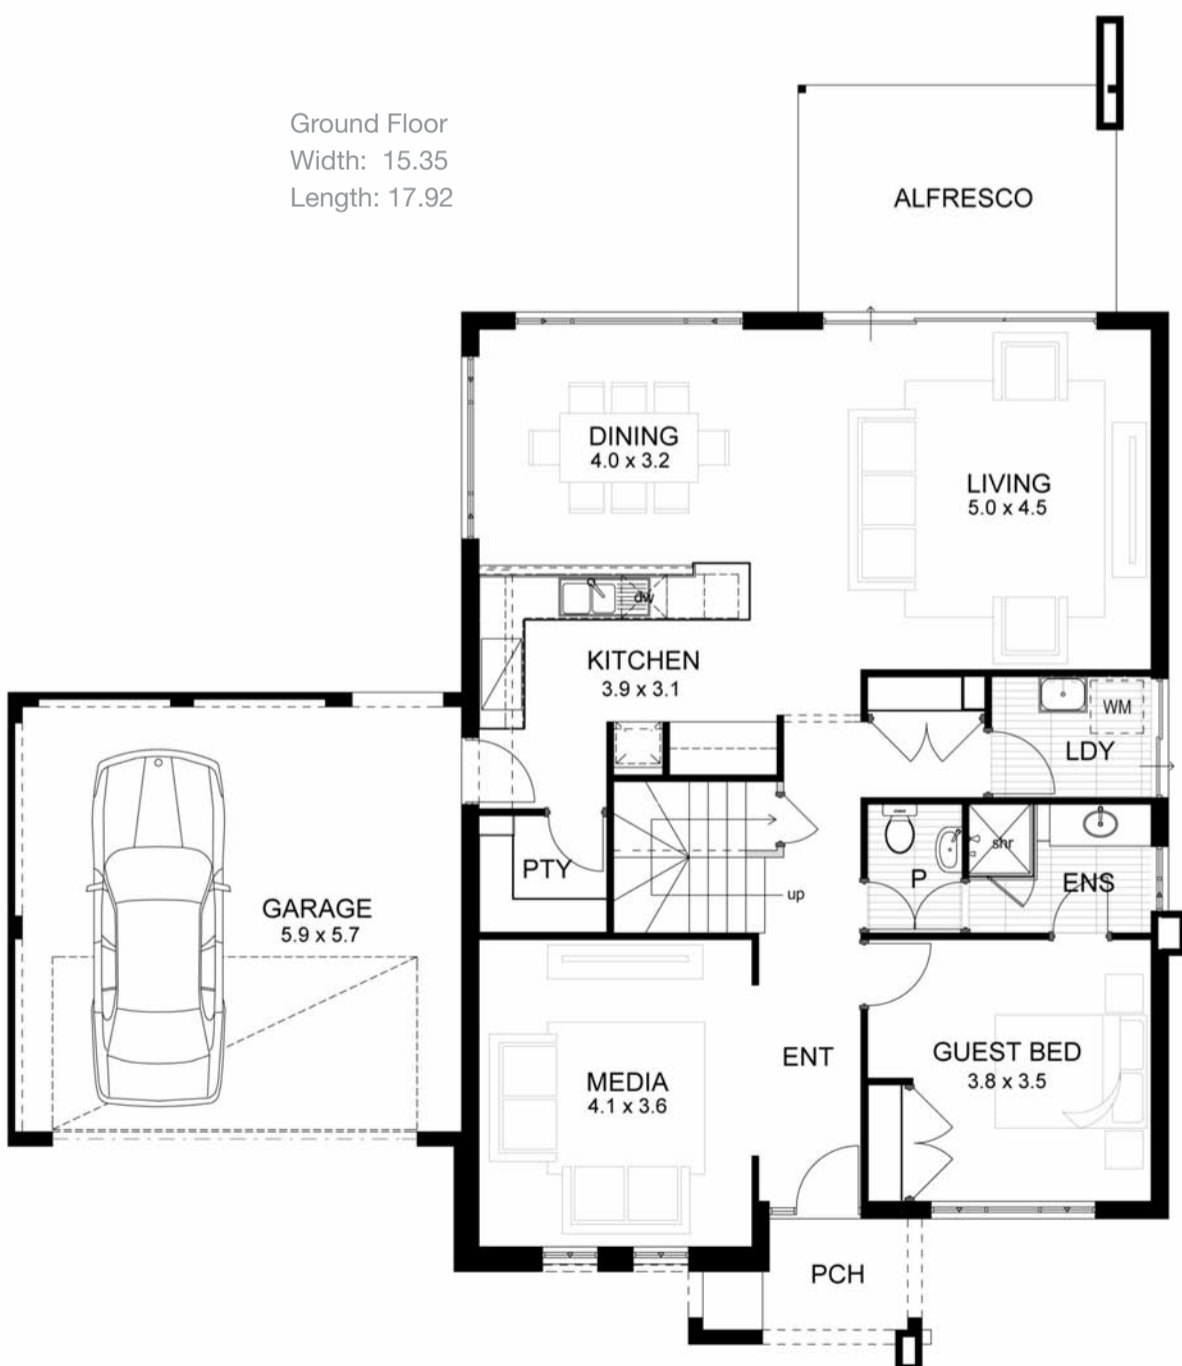 Ground Floor
Width: 15.35
Length: 17.92
ALFRESCO
DINING
4.0 x 3.2
LIVING
5.0 x 4.5
dw
KITCHEN
3.9 x 3.1
WM
LDY
PTY
up
P
shr
ENS
GARAGE
5.9 x 5.7
MEDIA
4.1 x 3.6
ENT
GUEST BED
3.8 x 3.5
PCH